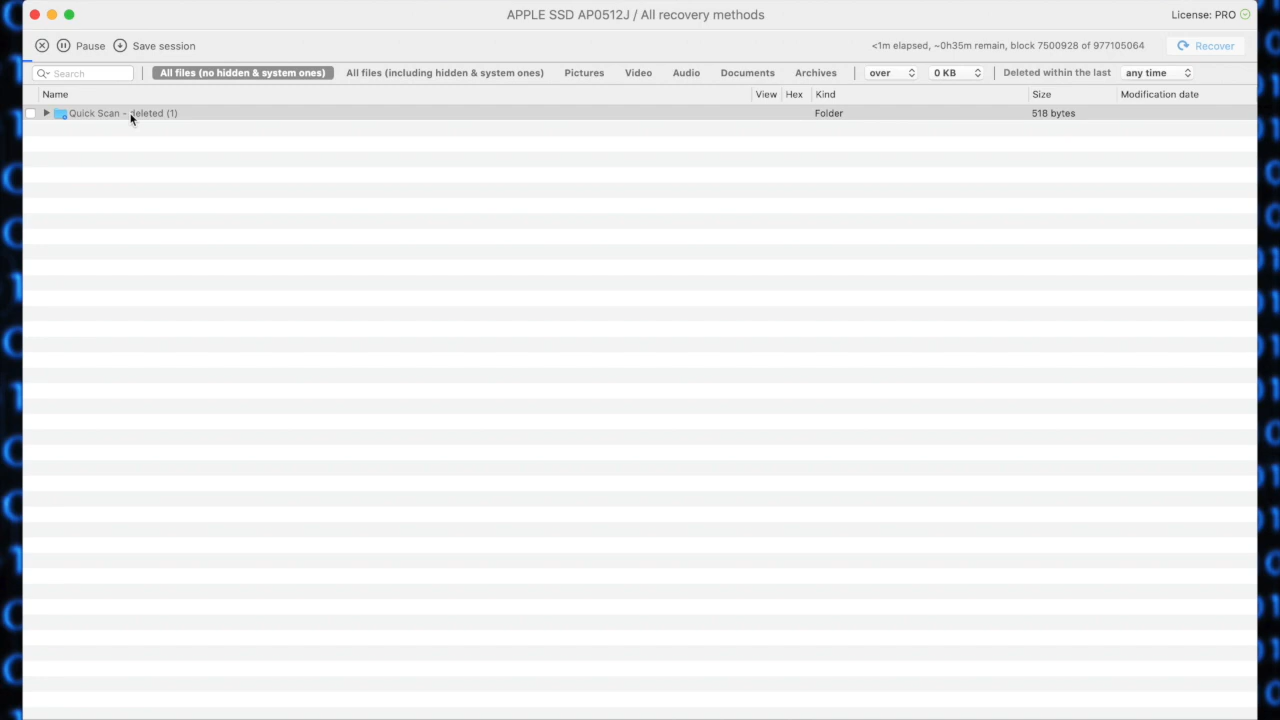 APPLE SSD AP0512J / All recovery methods
License: PRO
Pause
Save session
<1m elapsed, ~0h35m remain, block 7500928 of 977105064
Recover
Search
All files (no hidden & system ones)
All files (including hidden & system ones)
Pictures
Video
Audio
Documents
Archives
over
0 KB
Deleted within the last
any time
Name
View
Hex
Kind
Size
Modification date
Quick Scan - deleted (1)
Folder
518 bytes